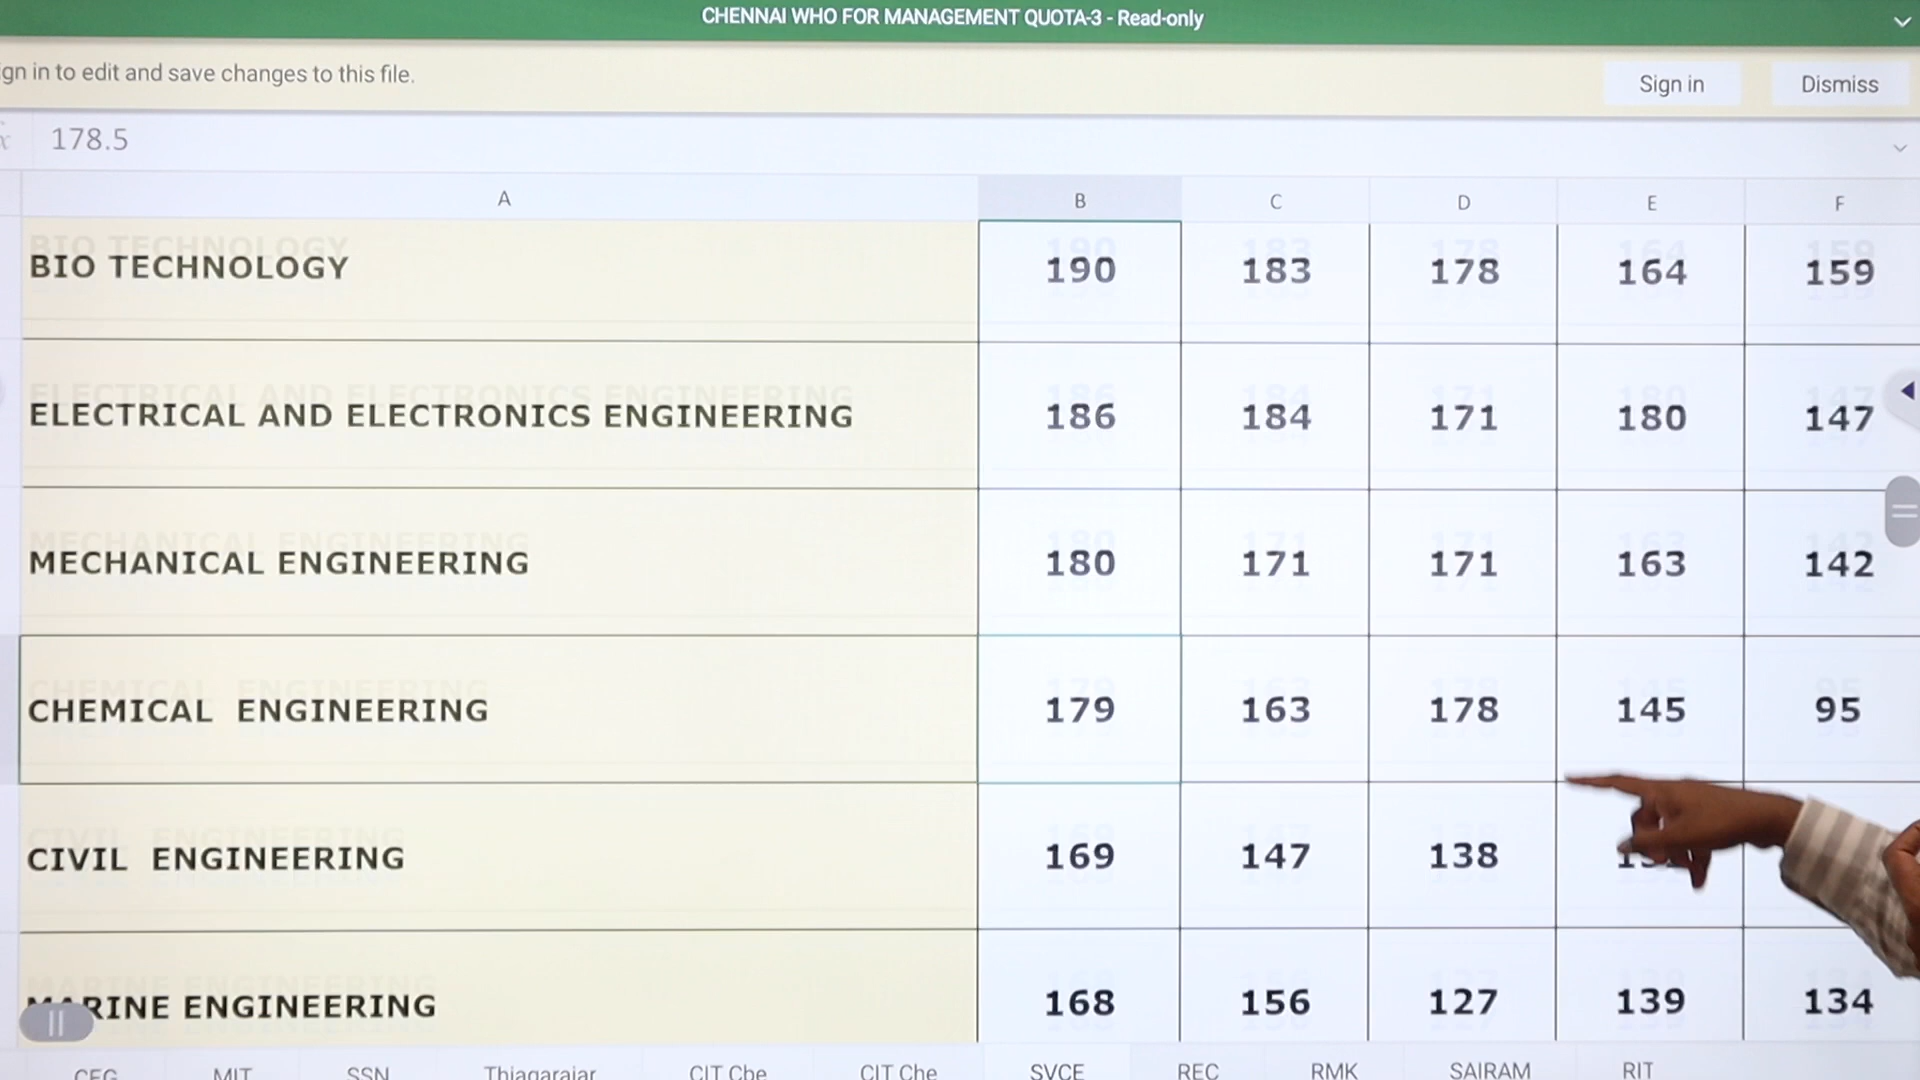 CHENNAI WHO FOR MANAGEMENT QUOTA-3 - Read-only
gn in to edit and save changes to this file.
Sign in
Dismiss
178.5
A B C D E F
BIO TECHNOLOGY 190 183 178 164 159
ELECTRICAL AND ELECTRONICS ENGINEERING 186 184 171 180 147
MECHANICAL ENGINEERING 180 171 171 163 142
CHEMICAL ENGINEERING 179 163 178 145 95
CIVIL ENGINEERING 169 147 138
MARINE ENGINEERING 168 156 127 139 134
CEG MIT SSN Thiagarajar CIT Cbe CIT Che SVCE REC RMK SAIRAM RIT